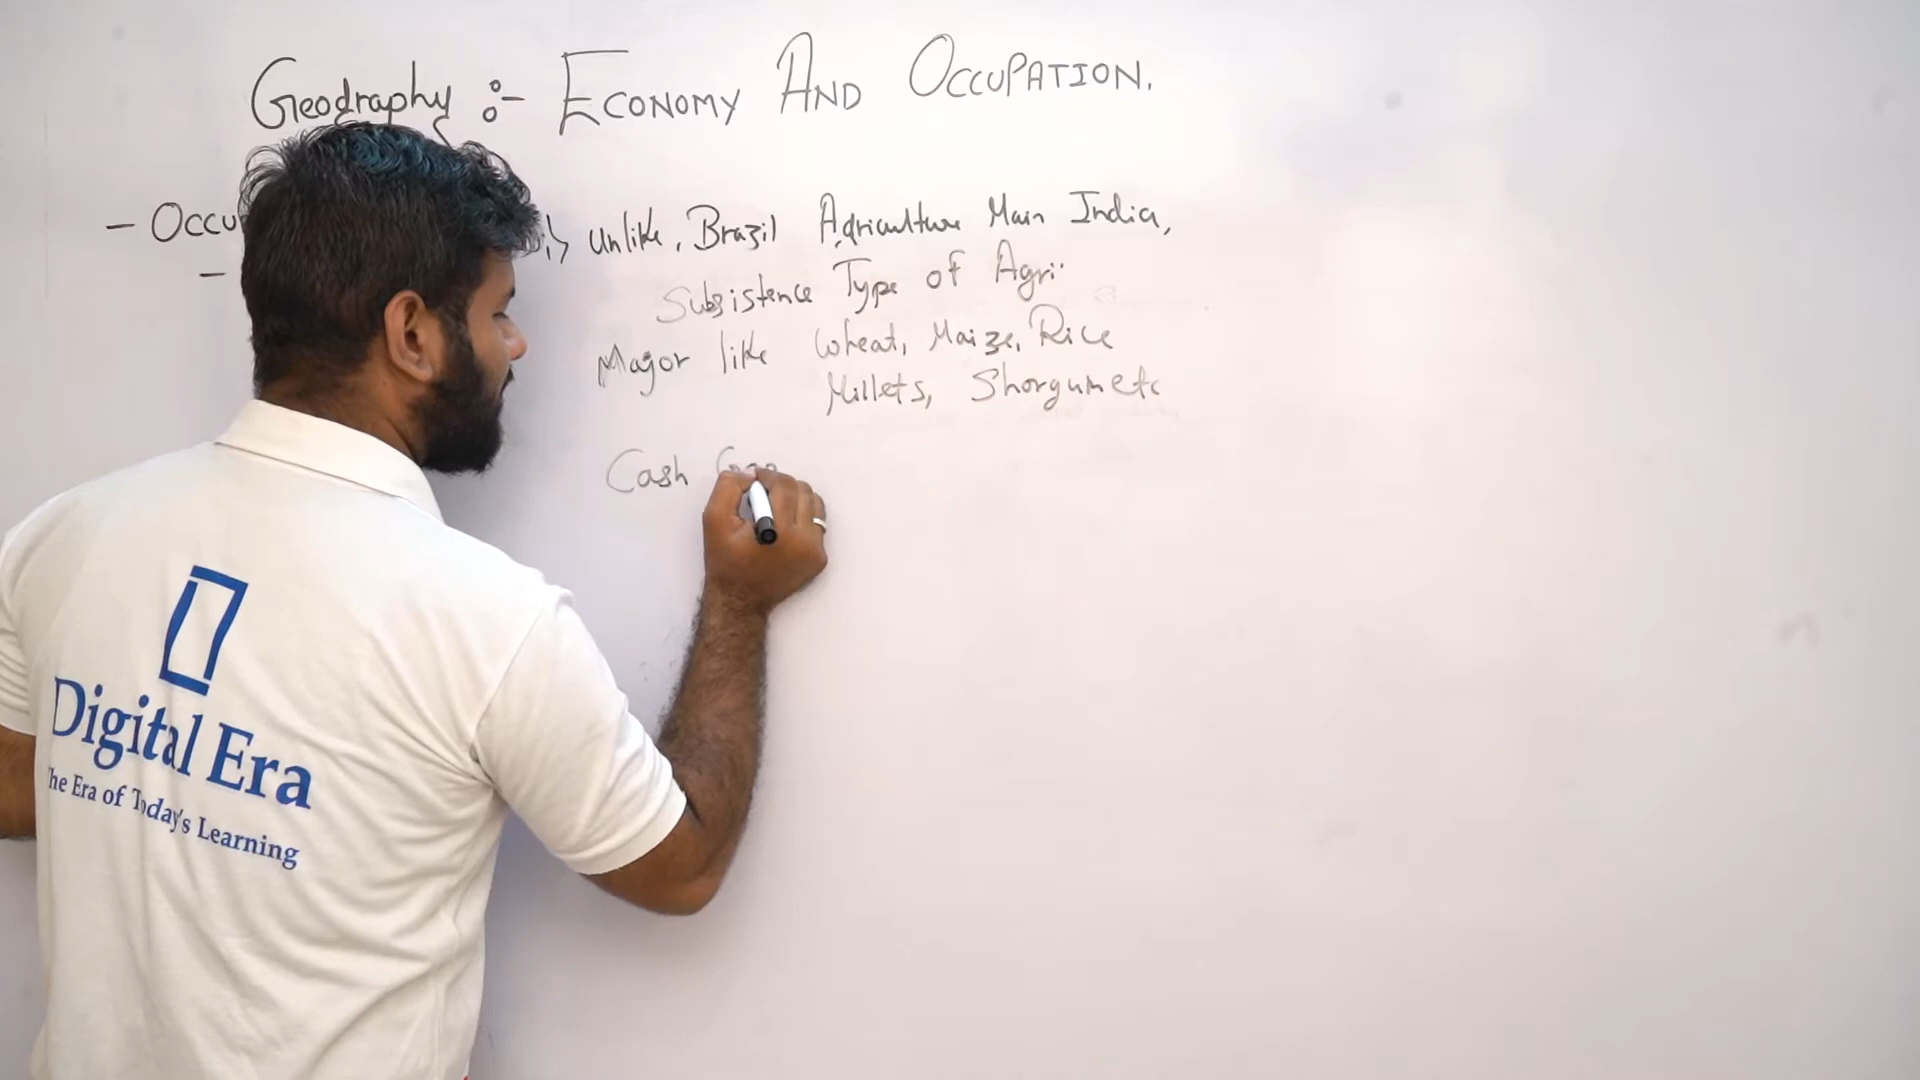 Geography :- ECONOMY AND OCCUPATION.
- Occu
Unlike, Brazil Agriculture Main India,
-
Subsistence Type of Agri.
Major like Wheat, Maize, Rice
Millets, Shorgum etc
Cash
Digital Era
he Era of Today's Learning